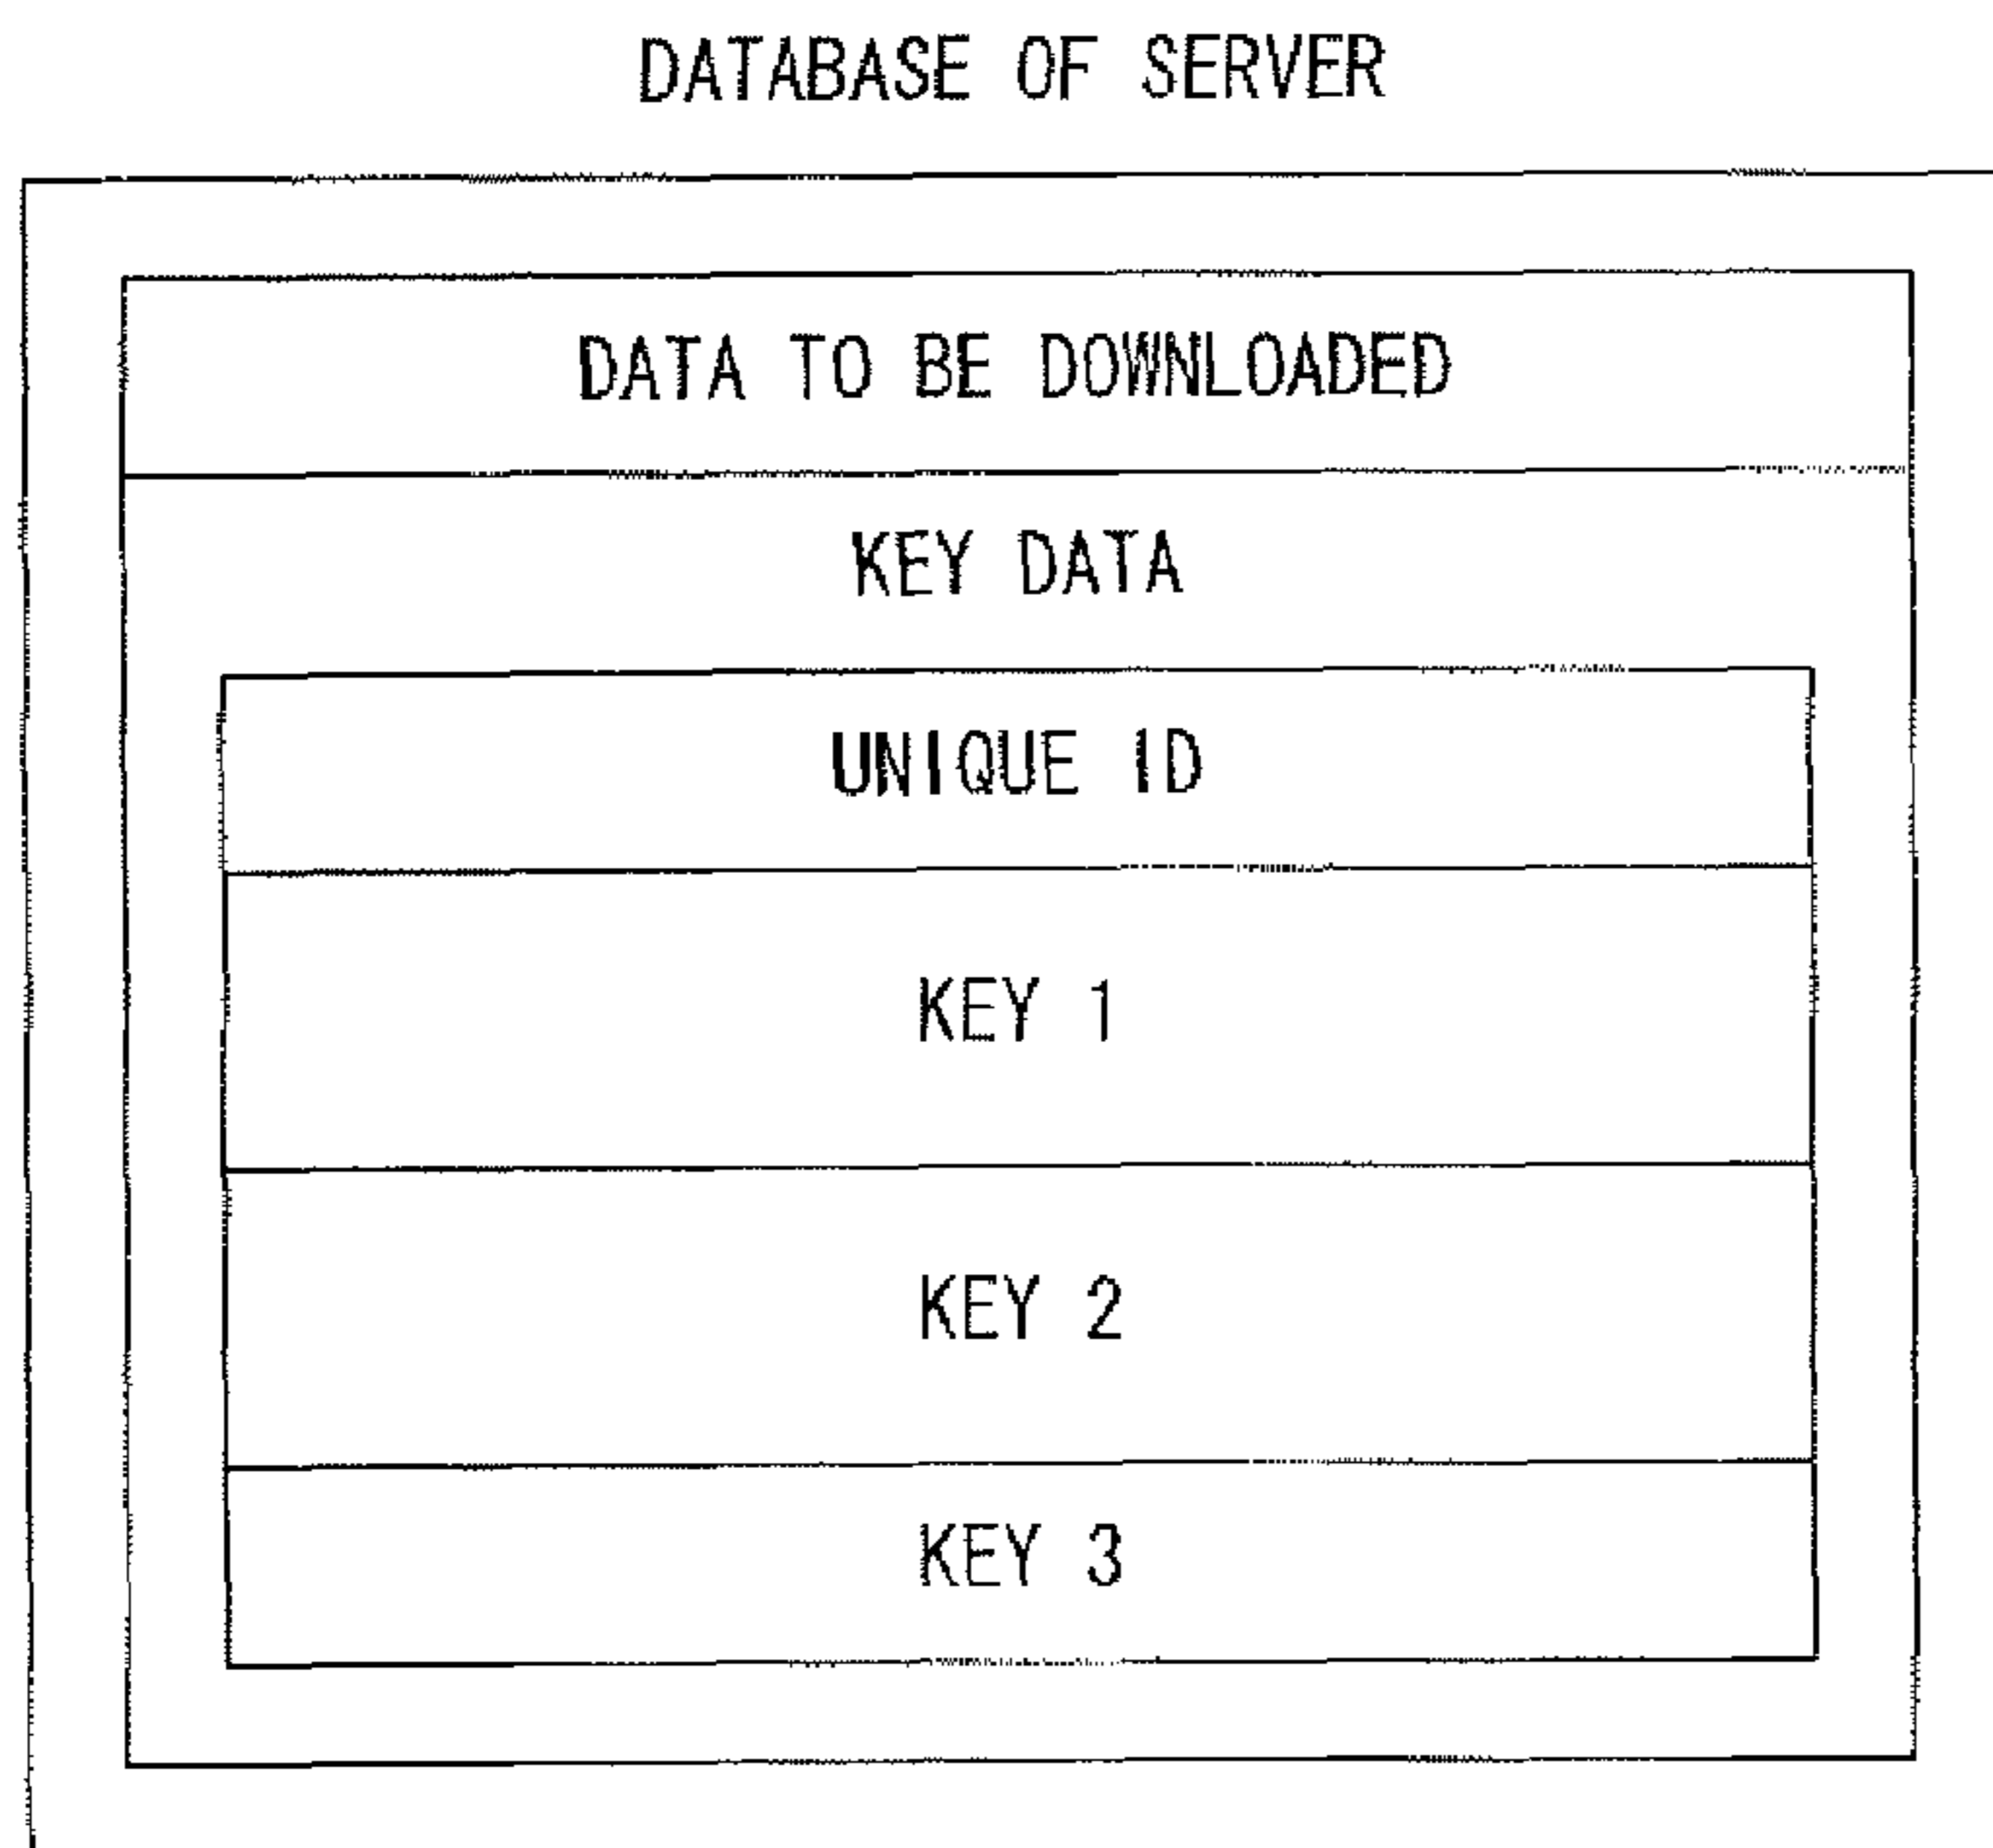 DATABASE OF SERVER
DATA TO BE DOWNLOADED
KEY DATA
UNIQUE ID
KEY 1
KEY 2
KEY 3